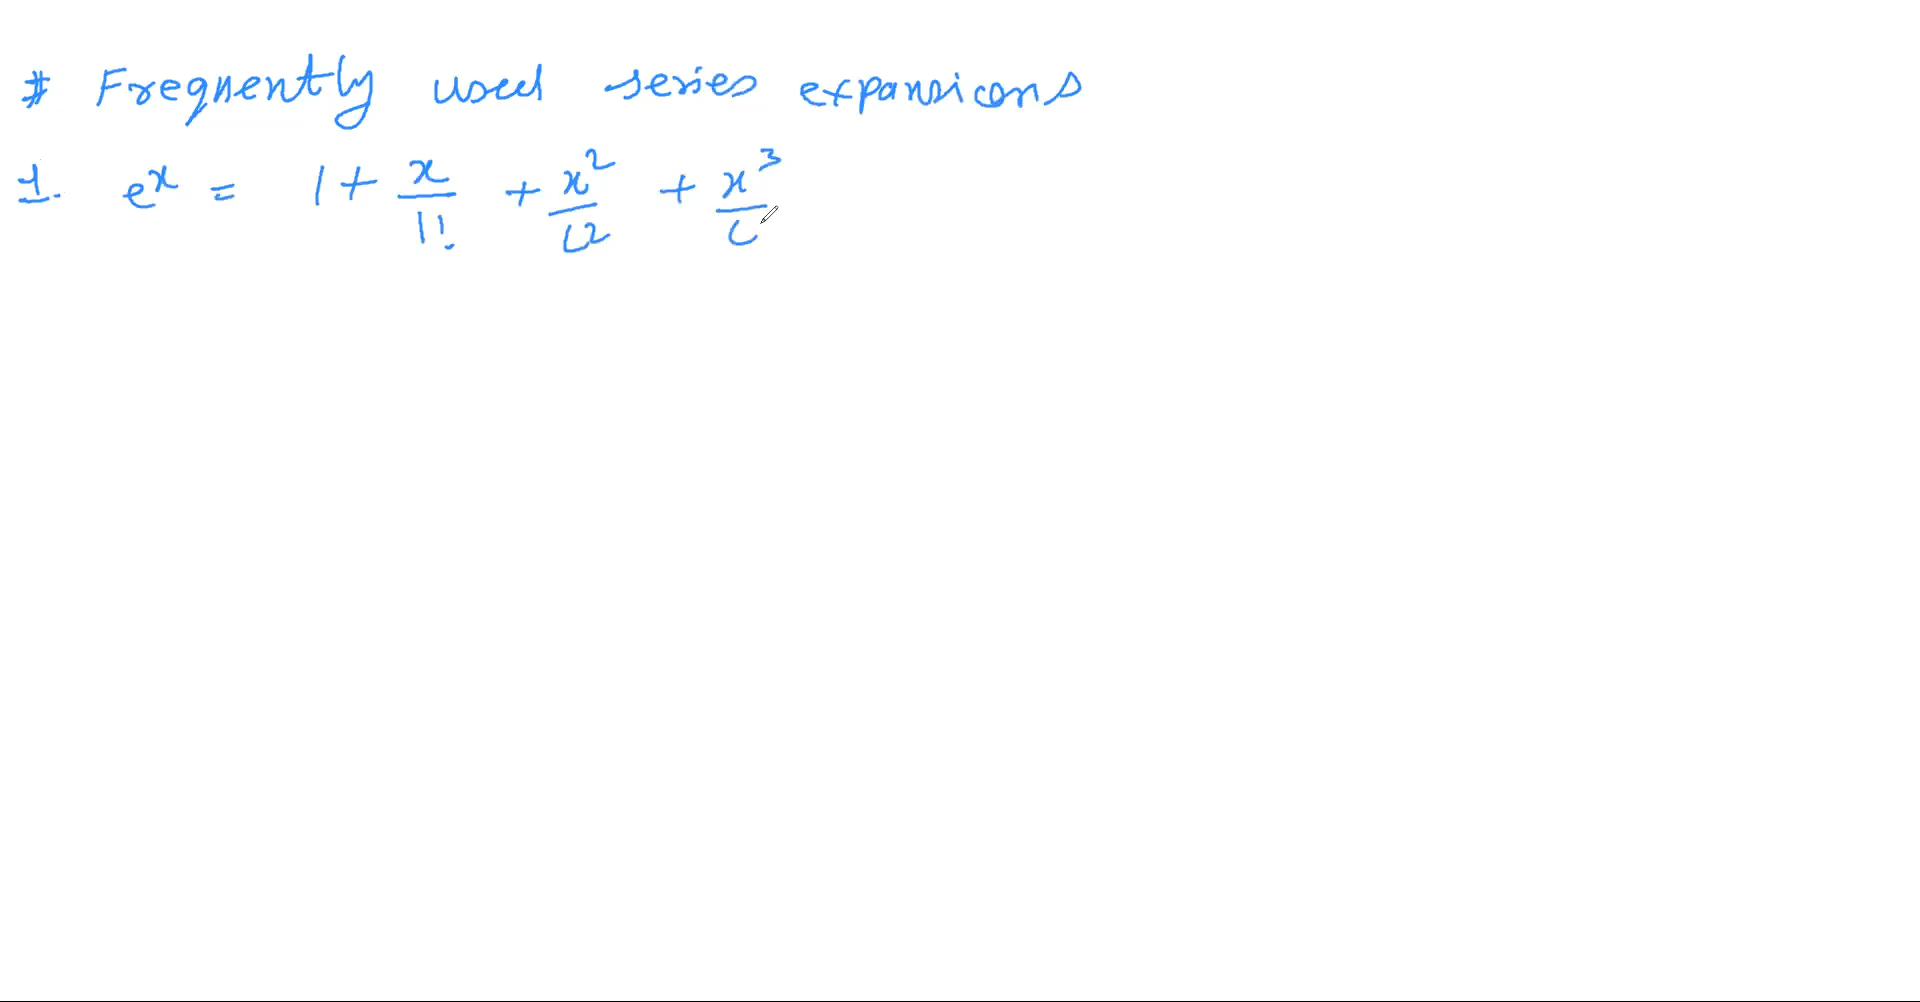 # Frequently used series expansions
1. e^x = 1 + x/1! + x^2/⌊2 + x^3/⌊